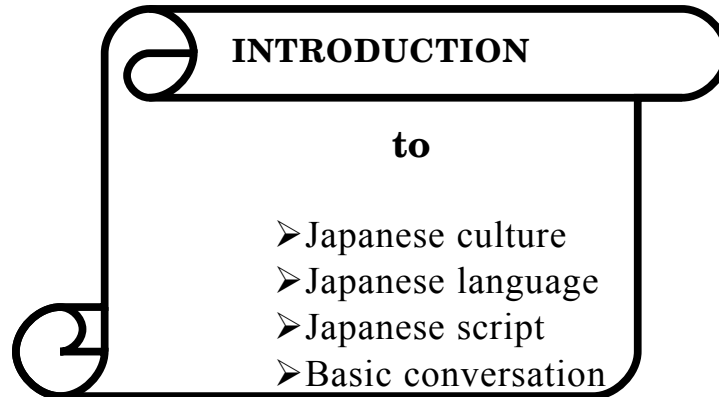 INTRODUCTION
to
➢Japanese culture
➢Japanese language
➢Japanese script
➢Basic conversation